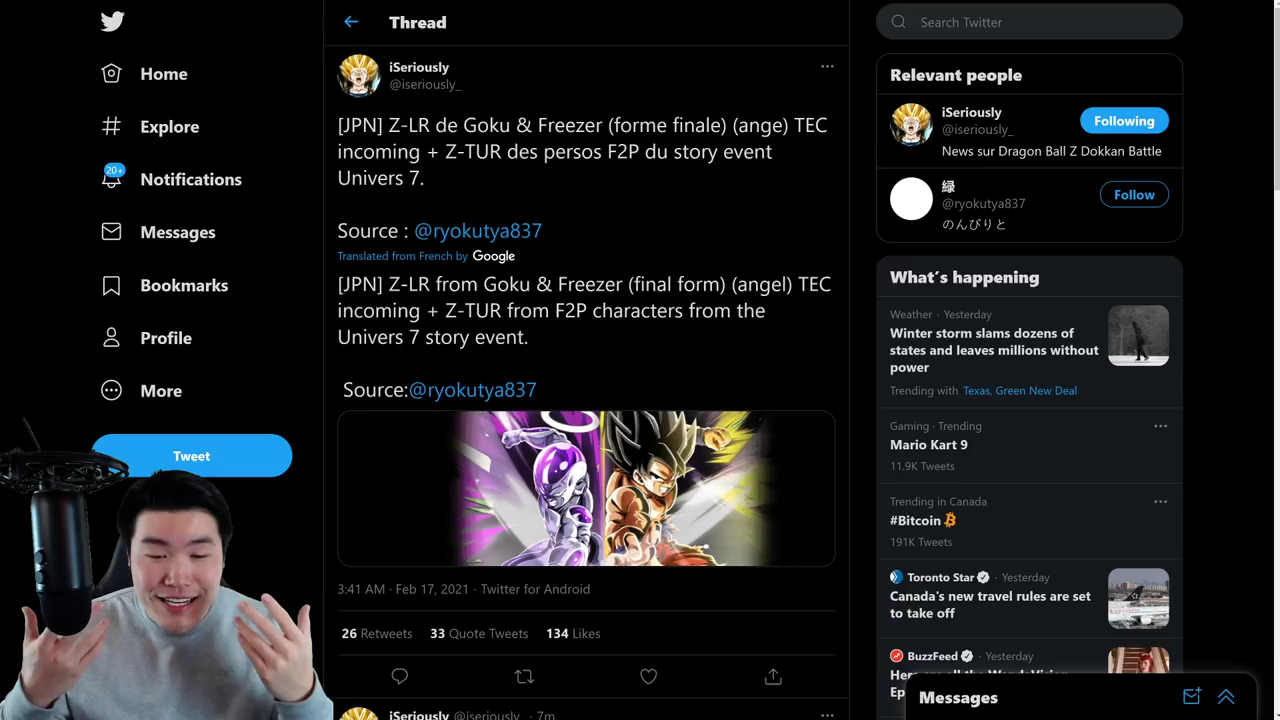 Home
Explore
20+
Notifications
Messages
Bookmarks
Profile
More
Tweet
Thread
iSeriously
@iseriously_
[JPN] Z-LR de Goku & Freezer (forme finale) (ange) TEC
incoming + Z-TUR des persos F2P du story event
Univers 7.
Source : @ryokutya837
Translated from French by Google
[JPN] Z-LR from Goku & Freezer (final form) (angel) TEC
incoming + Z-TUR from F2P characters from the
Univers 7 story event.
Source:@ryokutya837
3:41 AM · Feb 17, 2021 · Twitter for Android
26 Retweets 33 Quote Tweets 134 Likes
iSeriously @iseriously_ · 7m
Search Twitter
Relevant people
iSeriously
@iseriously_
Following
News sur Dragon Ball Z Dokkan Battle
緑
@ryokutya837
Follow
のんびりと
What's happening
Weather · Yesterday
Winter storm slams dozens of
states and leaves millions without
power
Trending with Texas, Green New Deal
Gaming · Trending
Mario Kart 9
11.9K Tweets
Trending in Canada
#Bitcoin
191K Tweets
Toronto Star · Yesterday
Canada's new travel rules are set
to take off
BuzzFeed · Yesterday
Messages